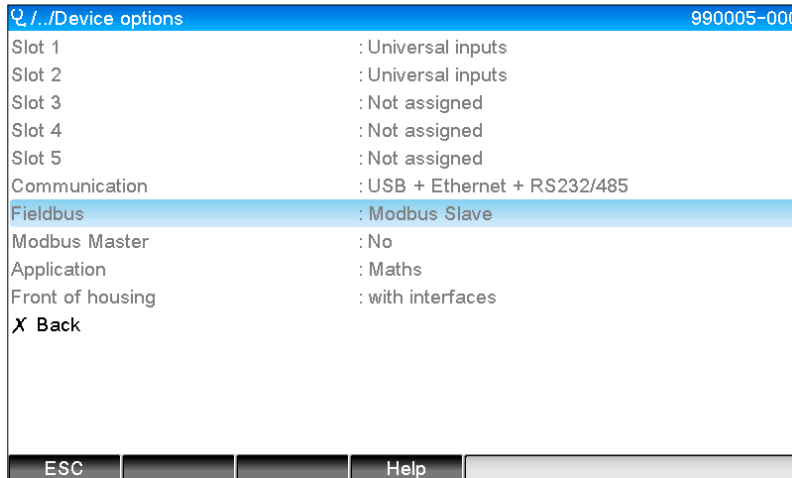 /../Device options 990005-000
Slot 1 : Universal inputs
Slot 2 : Universal inputs
Slot 3 : Not assigned
Slot 4 : Not assigned
Slot 5 : Not assigned
Communication : USB + Ethernet + RS232/485
Fieldbus : Modbus Slave
Modbus Master : No
Application : Maths
Front of housing : with interfaces
X Back
ESC Help